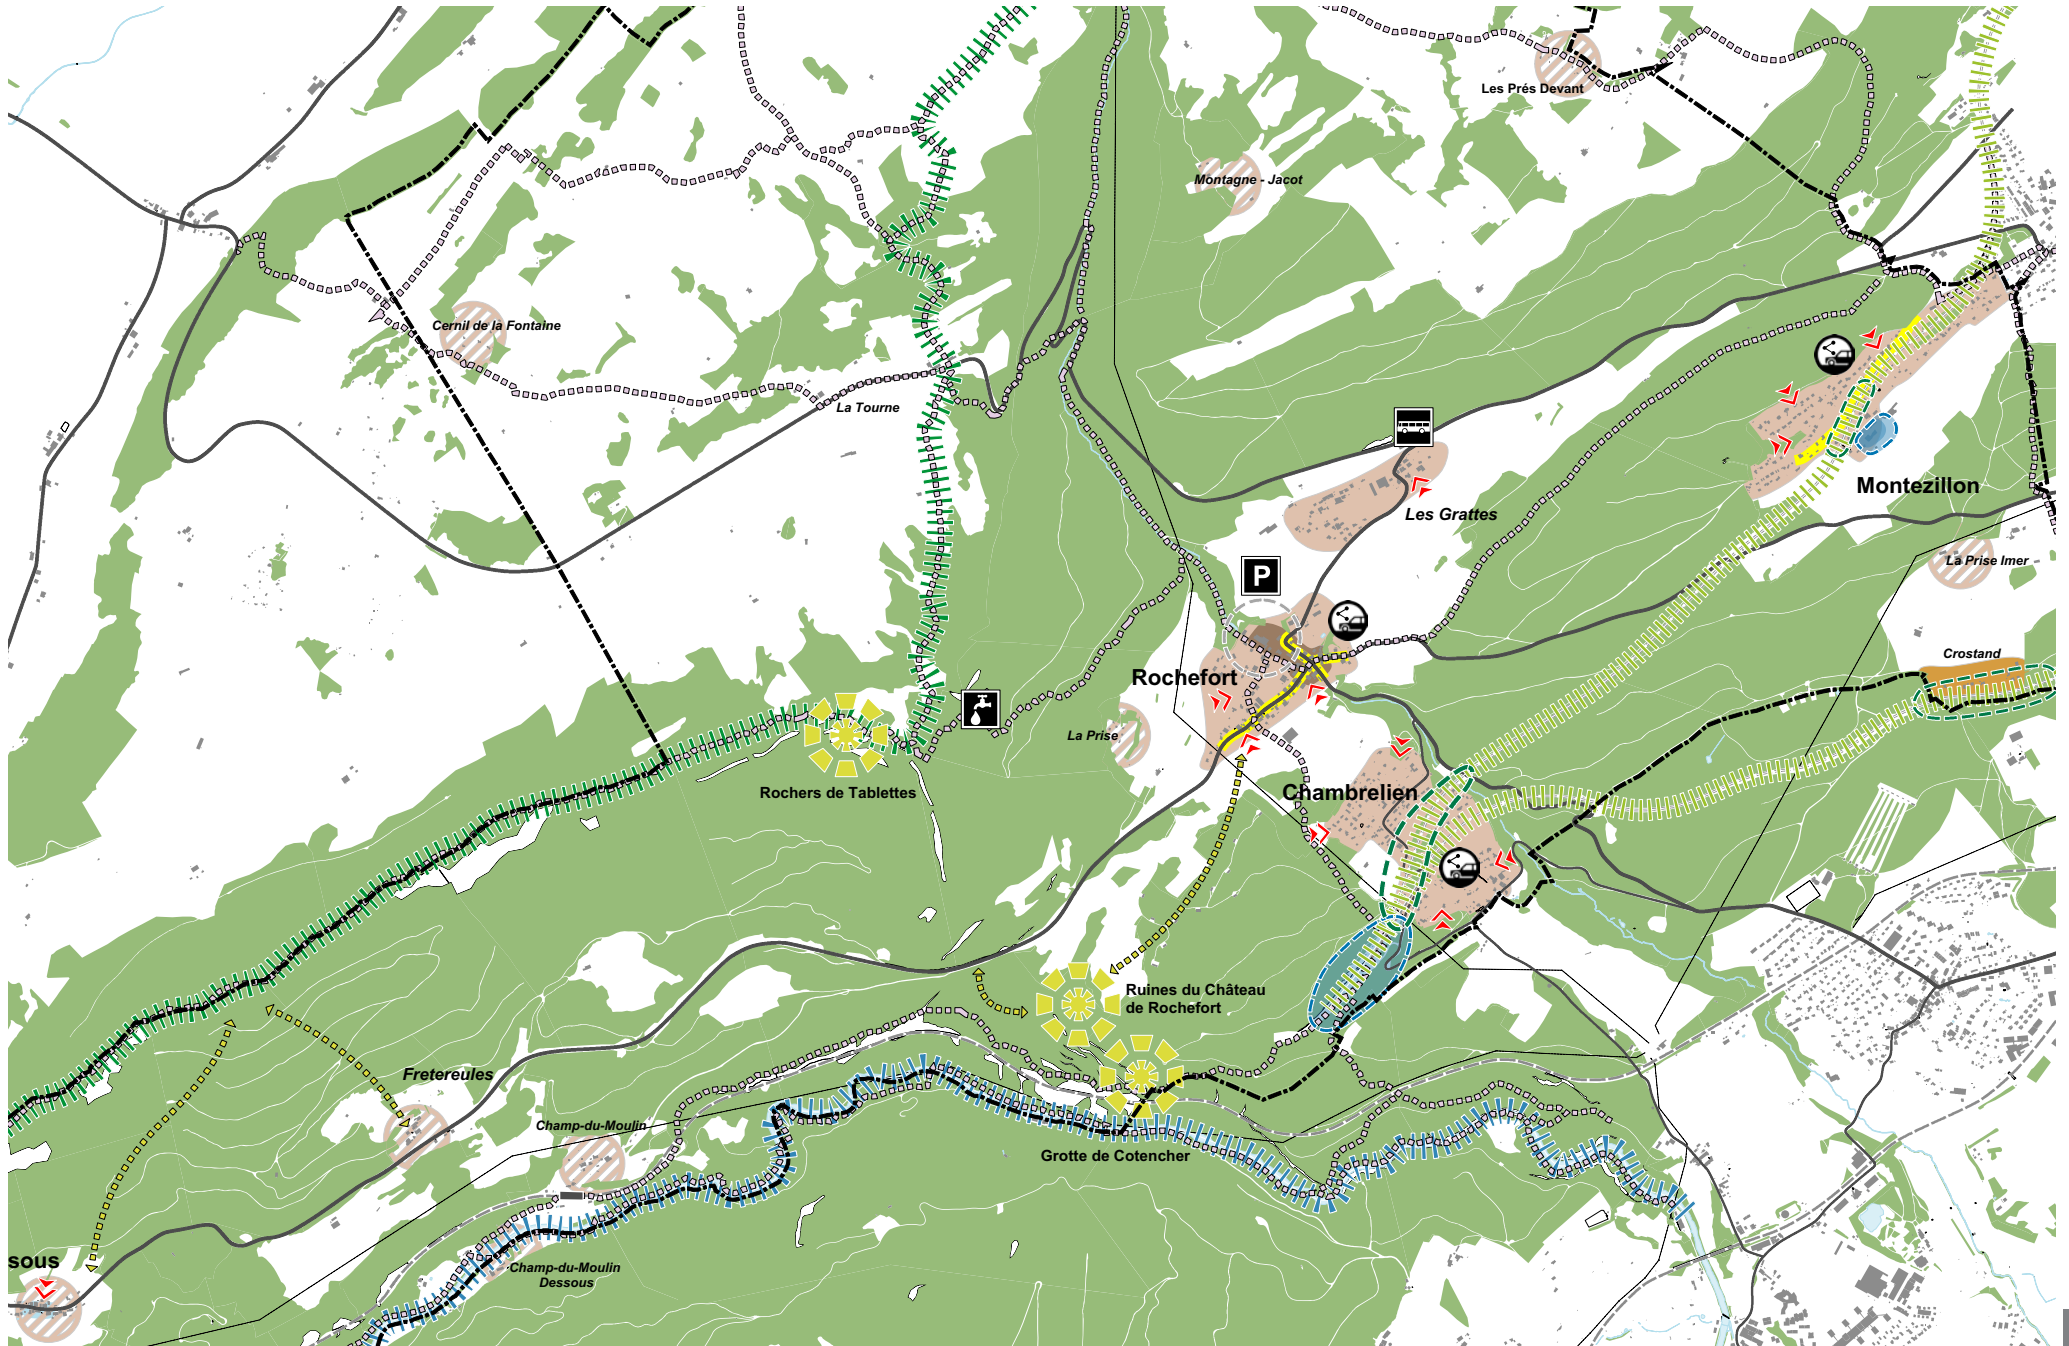 Les Prés Devant
Montagne - Jacot
Cernil de la Fontaine
La Tourne
Montezillon
Les Grattes
La Prise Imer
P
Crostand
Rochefort
La Prise
Rochers de Tablettes
Chambrelien
Ruines du Château
de Rochefort
Fretereules
Champ-du-Moulin
Grotte de Cotencher
sous
Champ-du-Moulin
Dessous